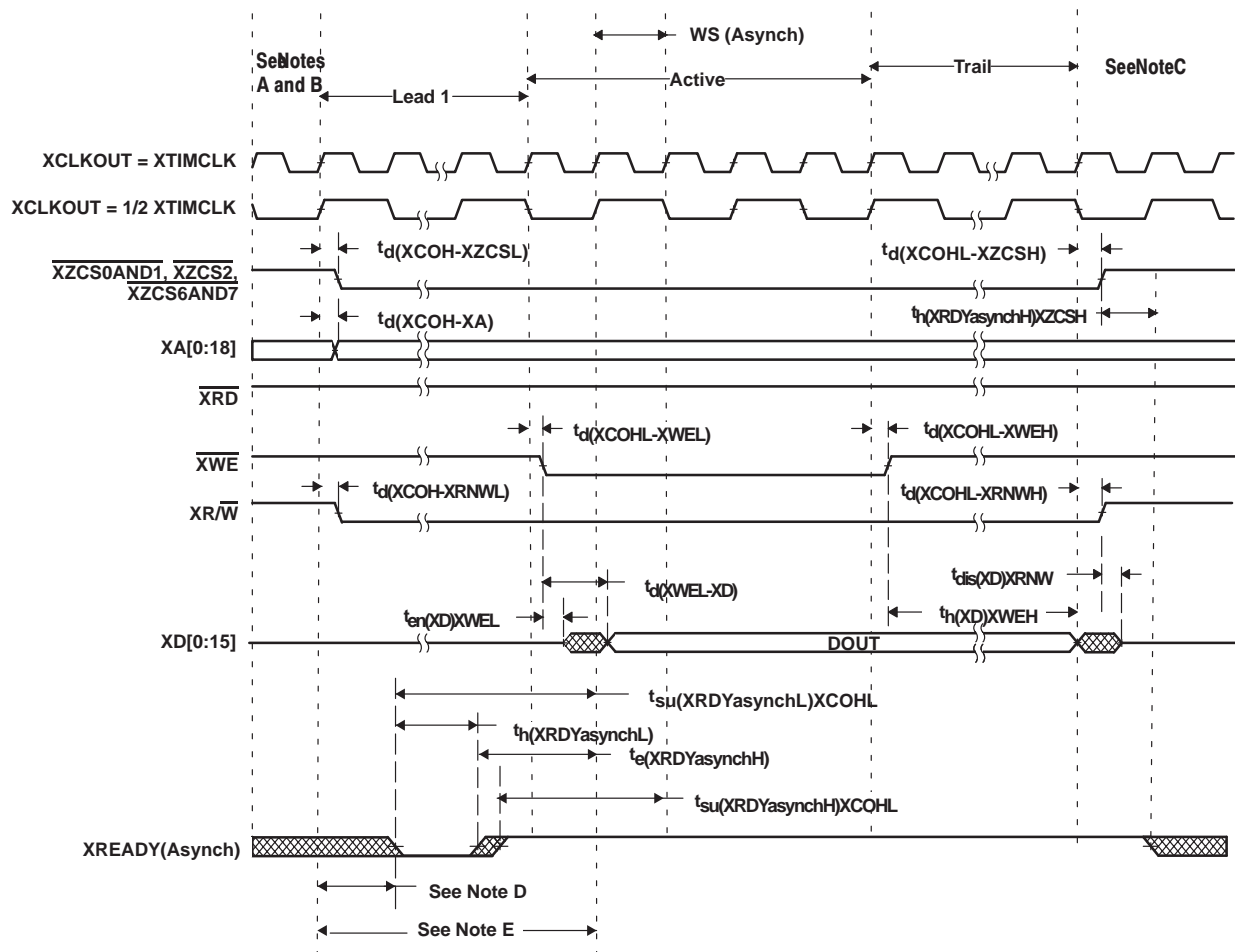 WS (Asynch)
SeeNotes
A and B
Trail
SeeNoteC
Active
Lead 1
XCLKOUT = XTIMCLK
XCLKOUT = 1/2 XTIMCLK
td(XCOH-XZCSL)
td(XCOHL-XZCSH)
XZCS0AND1, XZCS2,
XZCS6AND7
td(XCOH-XA)
th(XRDYasynchH)XZCSH
XA[0:18]
XRD
td(XCOHL-XWEL)
td(XCOHL-XWEH)
XWE
td(XCOH-XRNWL)
td(XCOHL-XRNWH)
XR/W
tdis(XD)XRNW
td(XWEL-XD)
ten(XD)XWEL
th(XD)XWEH
XD[0:15]
DOUT
tsu(XRDYasynchL)XCOHL
th(XRDYasynchL)
te(XRDYasynchH)
tsu(XRDYasynchH)XCOHL
XREADY(Asynch)
See Note D
See Note E